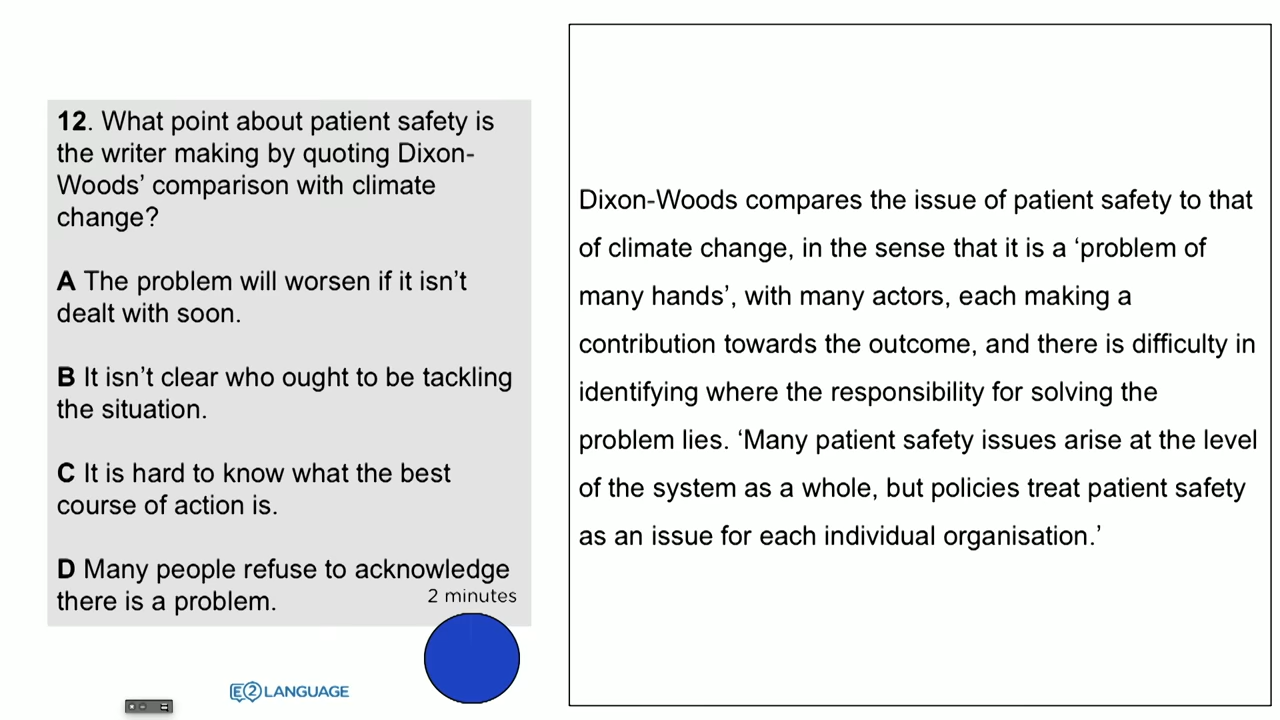 12. What point about patient safety is
the writer making by quoting Dixon-
Woods’ comparison with climate
change?
A The problem will worsen if it isn’t
dealt with soon.
B It isn’t clear who ought to be tackling
the situation.
C It is hard to know what the best
course of action is.
D Many people refuse to acknowledge
there is a problem.
2 minutes
E2 LANGUAGE
Dixon-Woods compares the issue of patient safety to that
of climate change, in the sense that it is a ‘problem of
many hands’, with many actors, each making a
contribution towards the outcome, and there is difficulty in
identifying where the responsibility for solving the
problem lies. ‘Many patient safety issues arise at the level
of the system as a whole, but policies treat patient safety
as an issue for each individual organisation.’